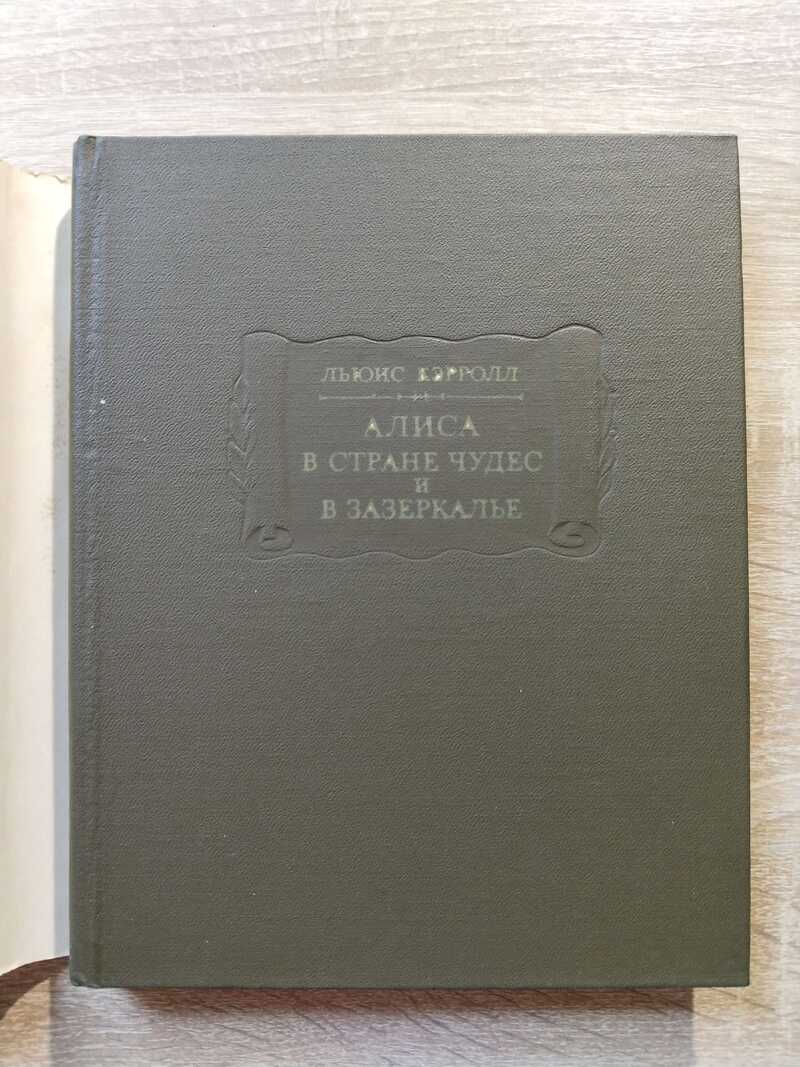 ЛЬЮИС КЭРРОЛЛ
АЛИСА
В СТРАНЕ ЧУДЕС
и
В ЗАЗЕРКАЛЬЕ